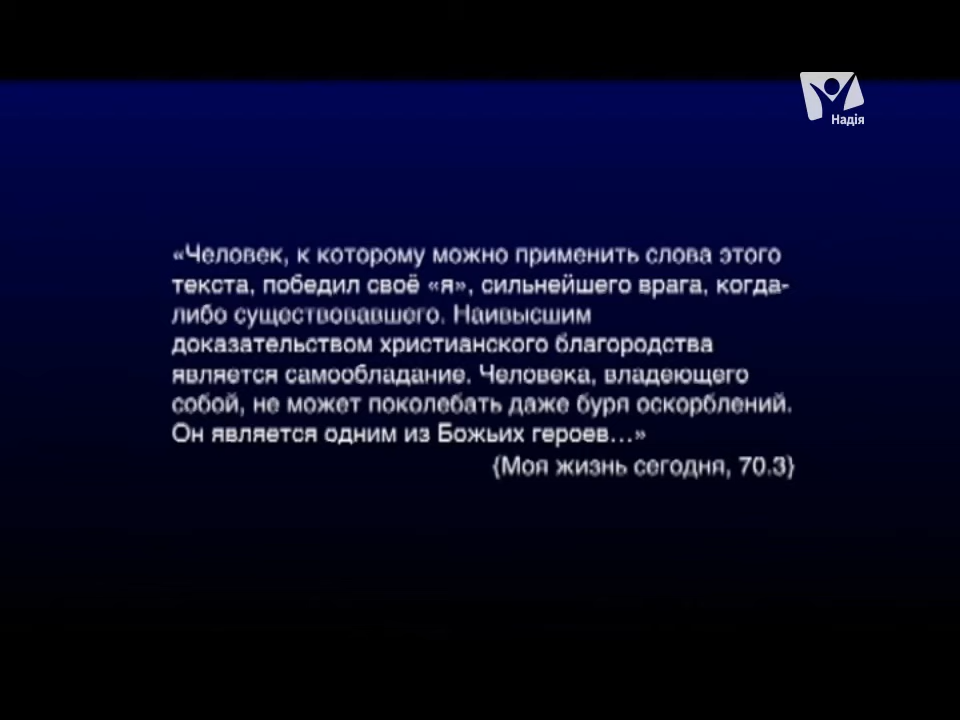 Надія
«Человек, к которому можно применить слова этого
текста, победил своё «я», сильнейшего врага, когда-
либо существовавшего. Наивысшим
доказательством христианского благородства
является самообладание. Человека, владеющего
собой, не может поколебать даже буря оскорблений.
Он является одним из Божьих героев...»
{Моя жизнь сегодня, 70.3}